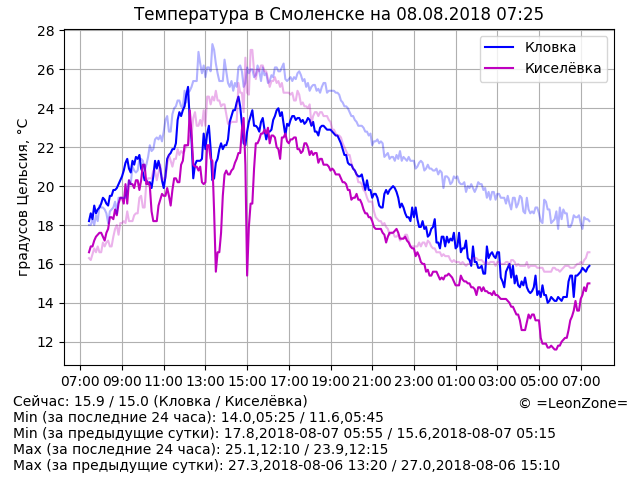 Температура в Смоленске на 08.08.2018 07:25
градусов Цельсия, °C
28
26
24
22
20
18
16
14
12
Кловка
Киселёвка
07:00 09:00 11:00 13:00 15:00 17:00 19:00 21:00 23:00 01:00 03:00 05:00 07:00
Сейчас: 15.9 / 15.0 (Кловка / Киселёвка)
© =LeonZone=
Min (за последние 24 часа): 14.0,05:25 / 11.6,05:45
Min (за предыдущие сутки): 17.8,2018-08-07 05:55 / 15.6,2018-08-07 05:15
Max (за последние 24 часа): 25.1,12:10 / 23.9,12:15
Max (за предыдущие сутки): 27.3,2018-08-06 13:20 / 27.0,2018-08-06 15:10